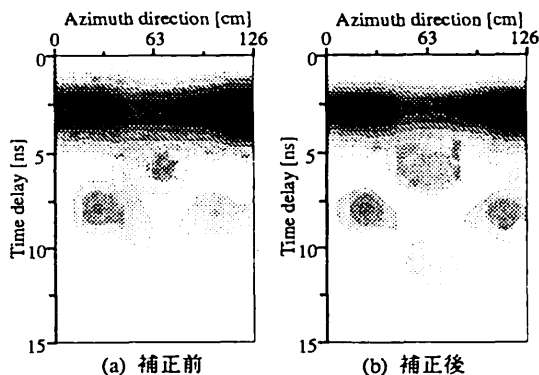 Azimuth direction [cm]
0 63 126
0
5
10
15
Time delay [ns]
(a) 補正前
Azimuth direction [cm]
0 63 126
0
5
10
15
Time delay [ns]
(b) 補正後